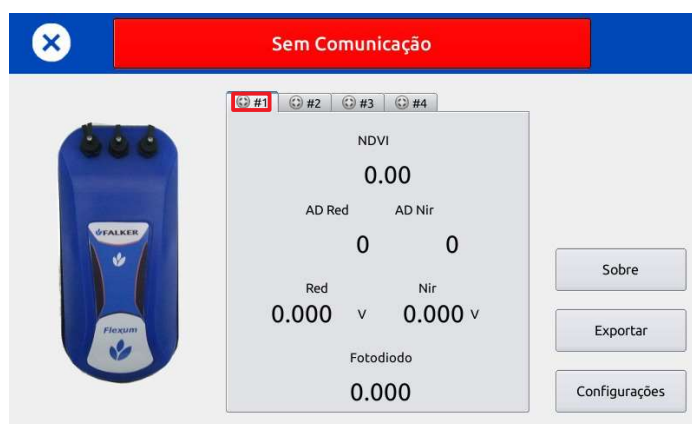 Sem Comunicação
#1 #2 #3 #4
NDVI
0.00
AD Red AD Nir
0 0
Red Nir
0.000 V 0.000 V
Fotodiodo
0.000
FALKER
Flexum
Sobre
Exportar
Configurações